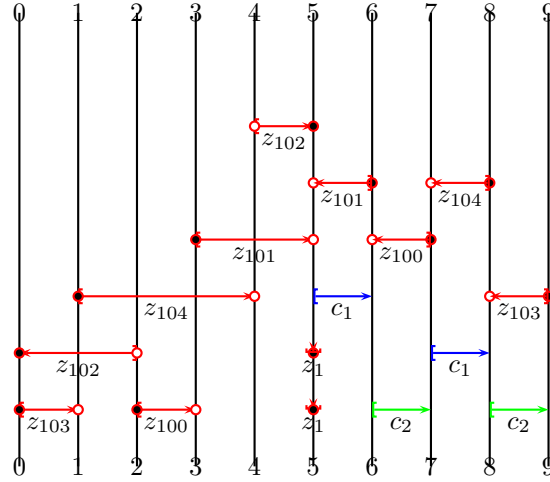 0 1 2 3 4 5 6 7 8 9
z₁₀₂
z₁₀₁ z₁₀₄
z₁₀₁ z₁₀₀
z₁₀₄ c₁ z₁₀₃
z₁₀₂ z₁ c₁
z₁₀₃ z₁₀₀ z₁ c₂ c₂
0 1 2 3 4 5 6 7 8 9